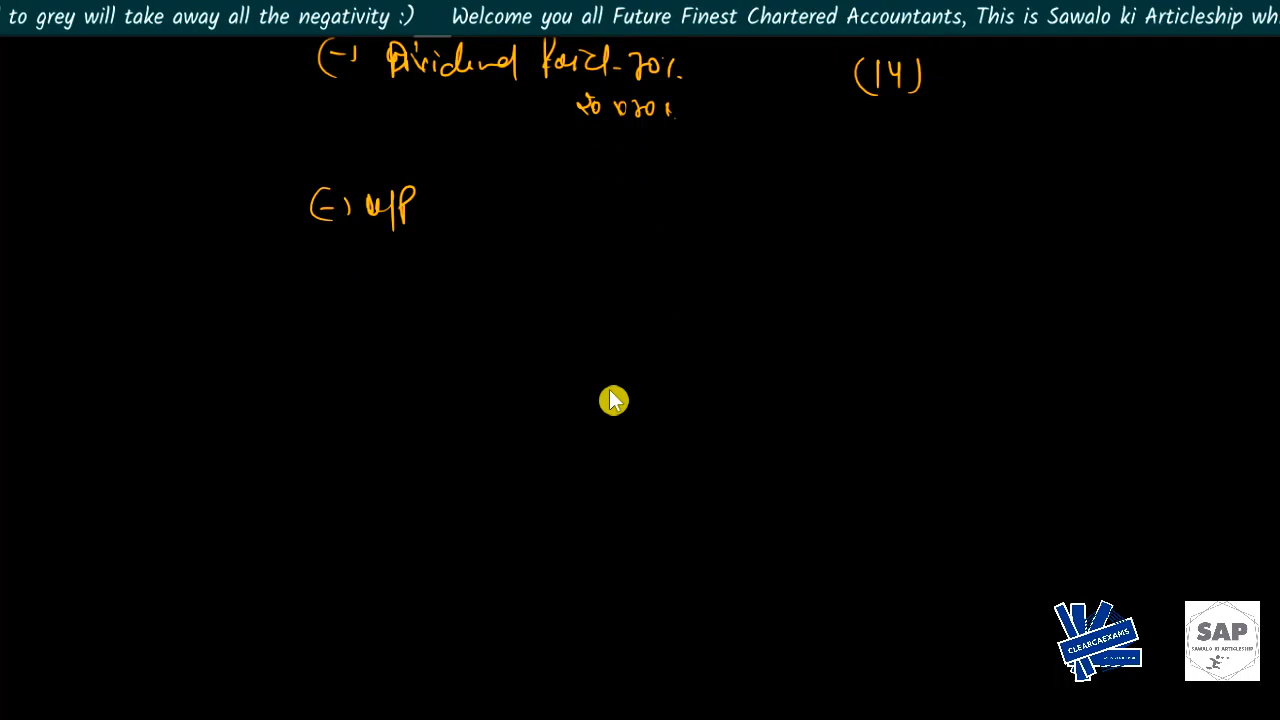 l to grey will take away all the negativity :) Welcome you all Future Finest Chartered Accountants, This is Sawalo ki Articleship wh
(-) Dividend Paid - 70% (14)
(-)
CLEARCAEXAMS
SAP
SAWALO KI ARTICLESHIP